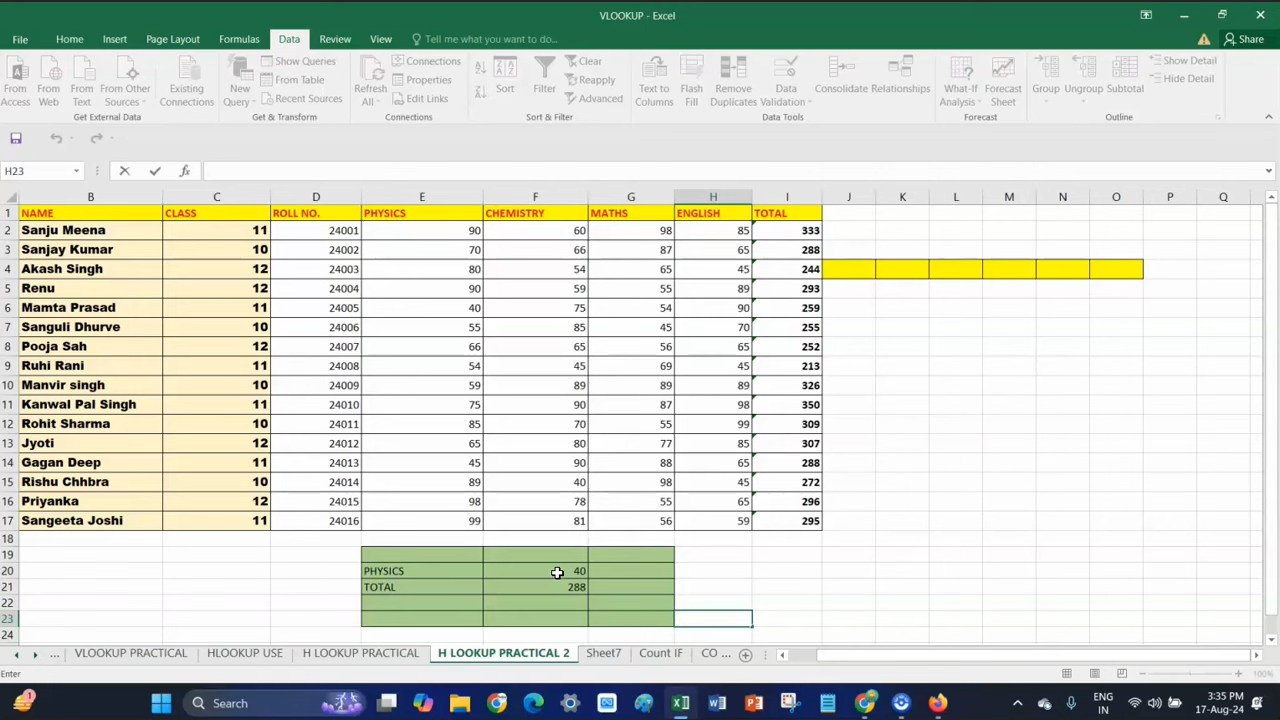 VLOOKUP - Excel
File Home Insert Page Layout Formulas Data Review View Tell me what you want to do... Share
From Access
From Web
From Text
From Other Sources
Existing Connections
Get External Data
New Query
Show Queries
From Table
Recent Sources
Get & Transform
Refresh All
Connections
Properties
Edit Links
Connections
Sort
Filter
Clear
Reapply
Advanced
Sort & Filter
Text to Columns
Flash Fill
Remove Duplicates
Data Validation
Consolidate
Relationships
Data Tools
What-If Analysis
Forecast Sheet
Forecast
Group
Ungroup
Subtotal
Show Detail
Hide Detail
Outline
H23 fx
B C D E F G H I J K L M N O P Q
1 NAME CLASS ROLL NO. PHYSICS CHEMISTRY MATHS ENGLISH TOTAL
2 Sanju Meena 11 24001 90 60 98 85 333
3 Sanjay Kumar 10 24002 70 66 87 65 288
4 Akash Singh 12 24003 80 54 65 45 244
5 Renu 12 24004 90 59 55 89 293
6 Mamta Prasad 11 24005 40 75 54 90 259
7 Sanguli Dhurve 10 24006 55 85 45 70 255
8 Pooja Sah 12 24007 66 65 56 65 252
9 Ruhi Rani 11 24008 54 45 69 45 213
10 Manvir singh 10 24009 59 89 89 89 326
11 Kanwal Pal Singh 11 24010 75 90 87 98 350
12 Rohit Sharma 10 24011 85 70 55 99 309
13 Jyoti 12 24012 65 80 77 85 307
14 Gagan Deep 11 24013 45 90 88 65 288
15 Rishu Chhbra 10 24014 89 40 98 45 272
16 Priyanka 12 24015 98 78 55 65 296
17 Sangeeta Joshi 11 24016 99 81 56 59 295
18
19
20 PHYSICS 40
21 TOTAL 288
22
23
24
... VLOOKUP PRACTICAL HLOOKUP USE H LOOKUP PRACTICAL H LOOKUP PRACTICAL 2 Sheet7 Count IF CO ...
Enter 100%
1 Search ENG IN 3:35 PM 17-Aug-24